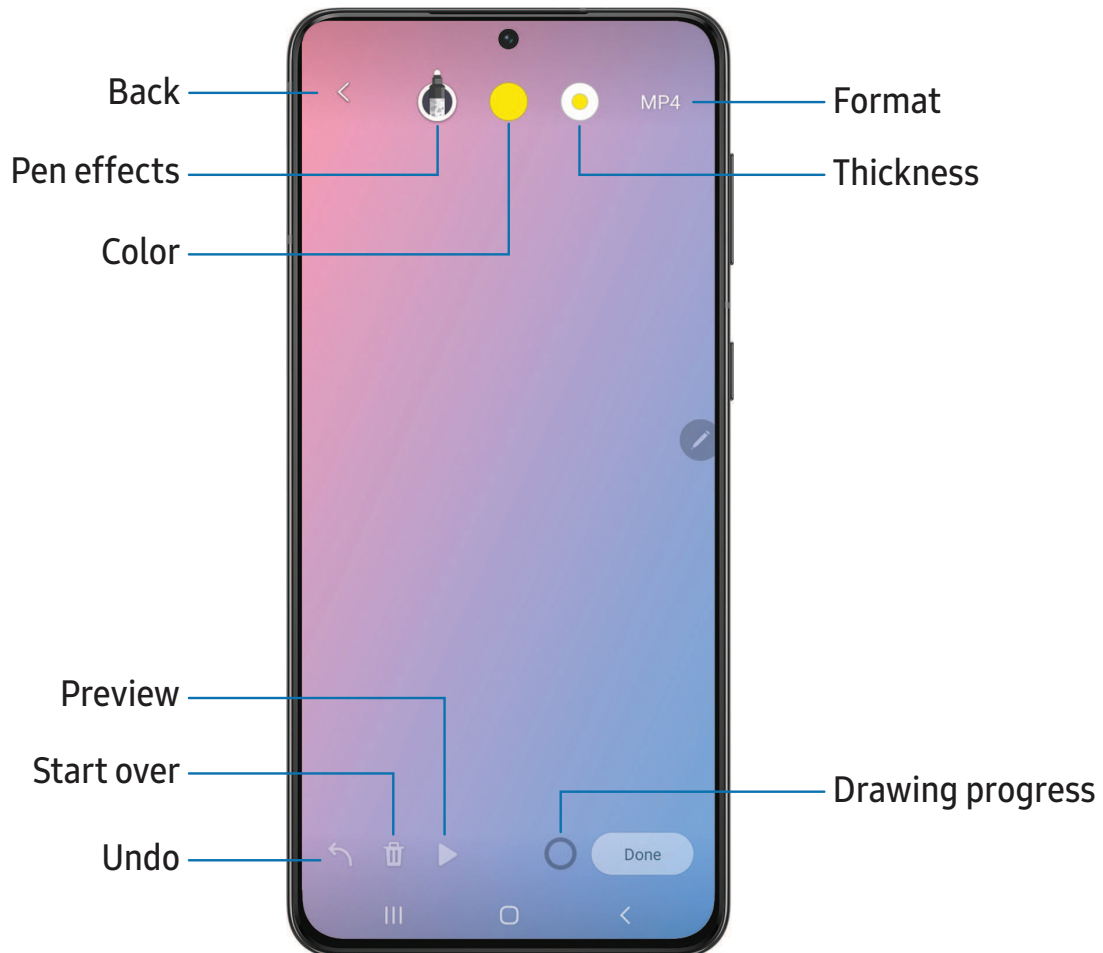 Back
MP4
Format
Pen effects
Thickness
Color
Preview
Start over
Drawing progress
Undo
Done